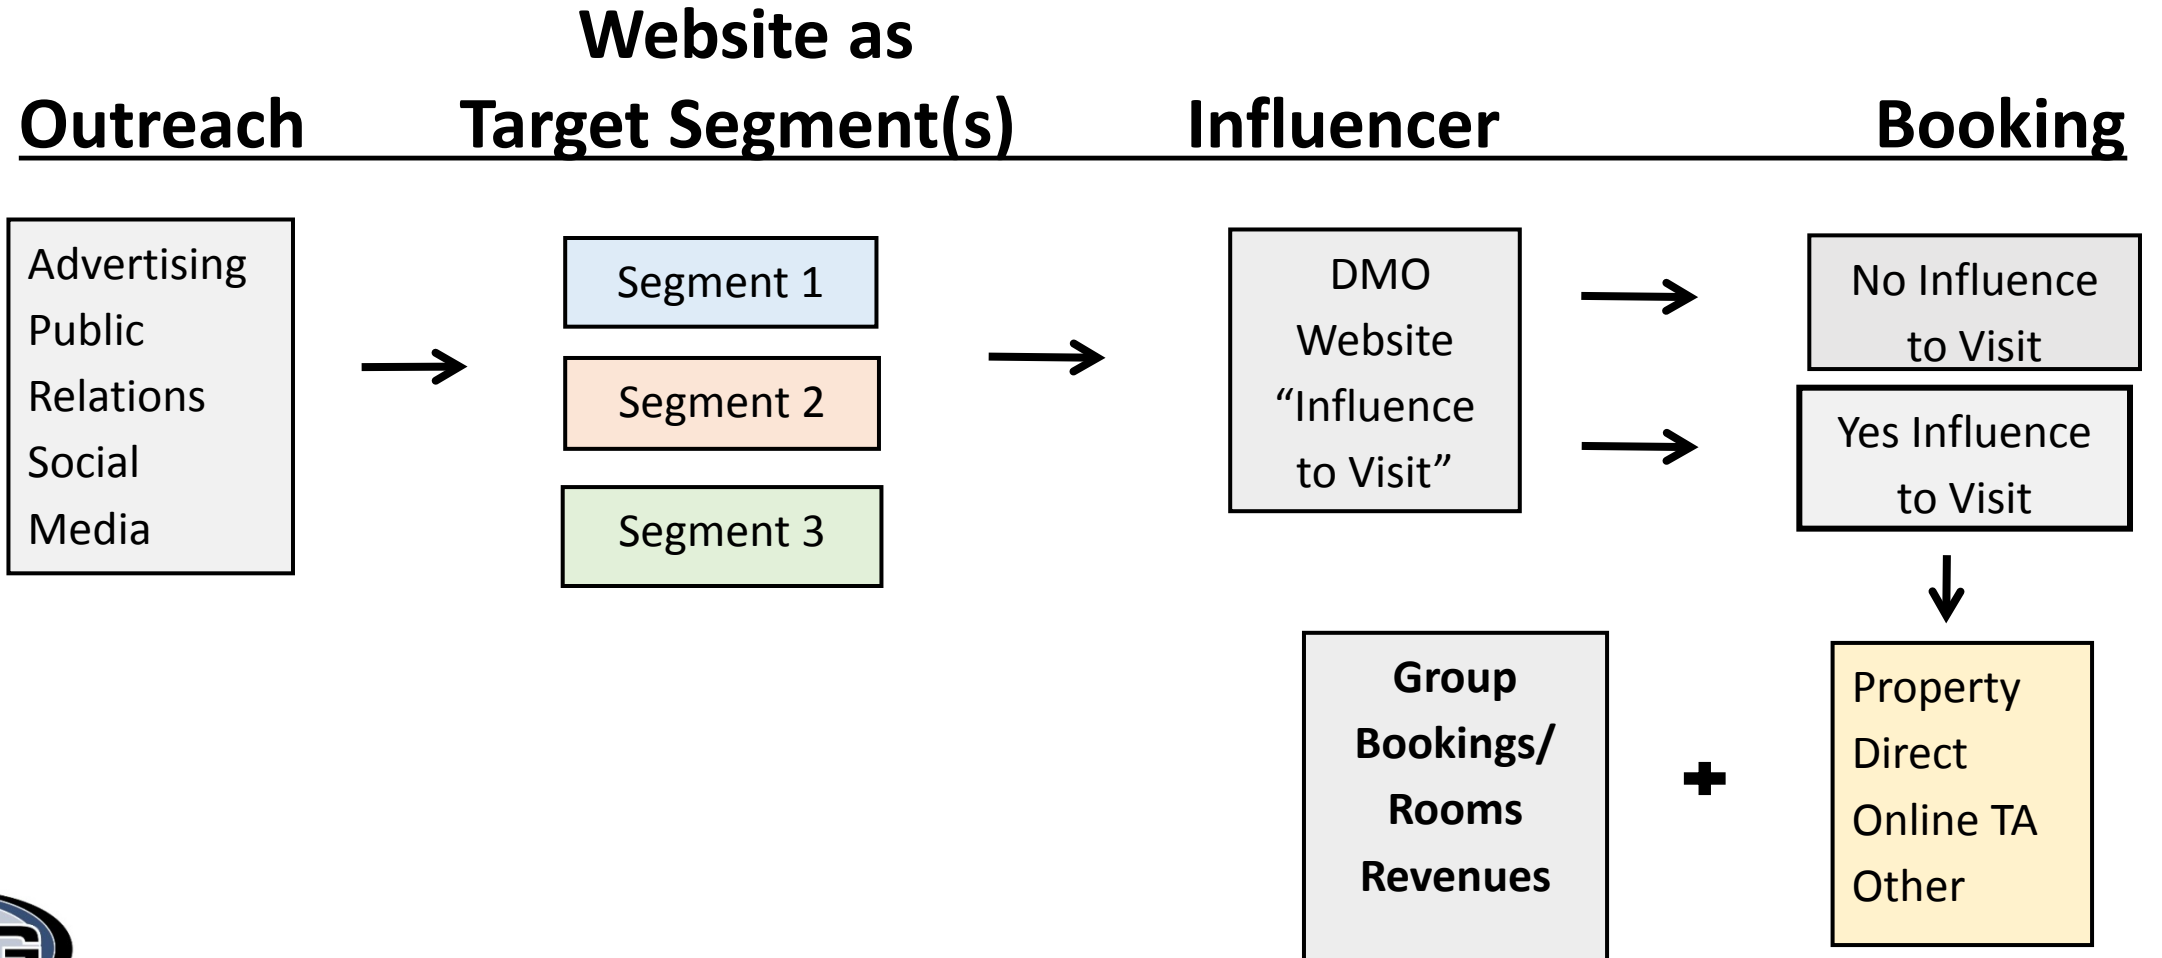 Website as
Outreach Target Segment(s) Influencer Booking
Advertising
Public
Relations
Social
Media
Segment 1
Segment 2
Segment 3
DMO
Website
“Influence
to Visit”
No Influence
to Visit
Yes Influence
to Visit
Group
Bookings/
Rooms
Revenues
Property
Direct
Online TA
Other